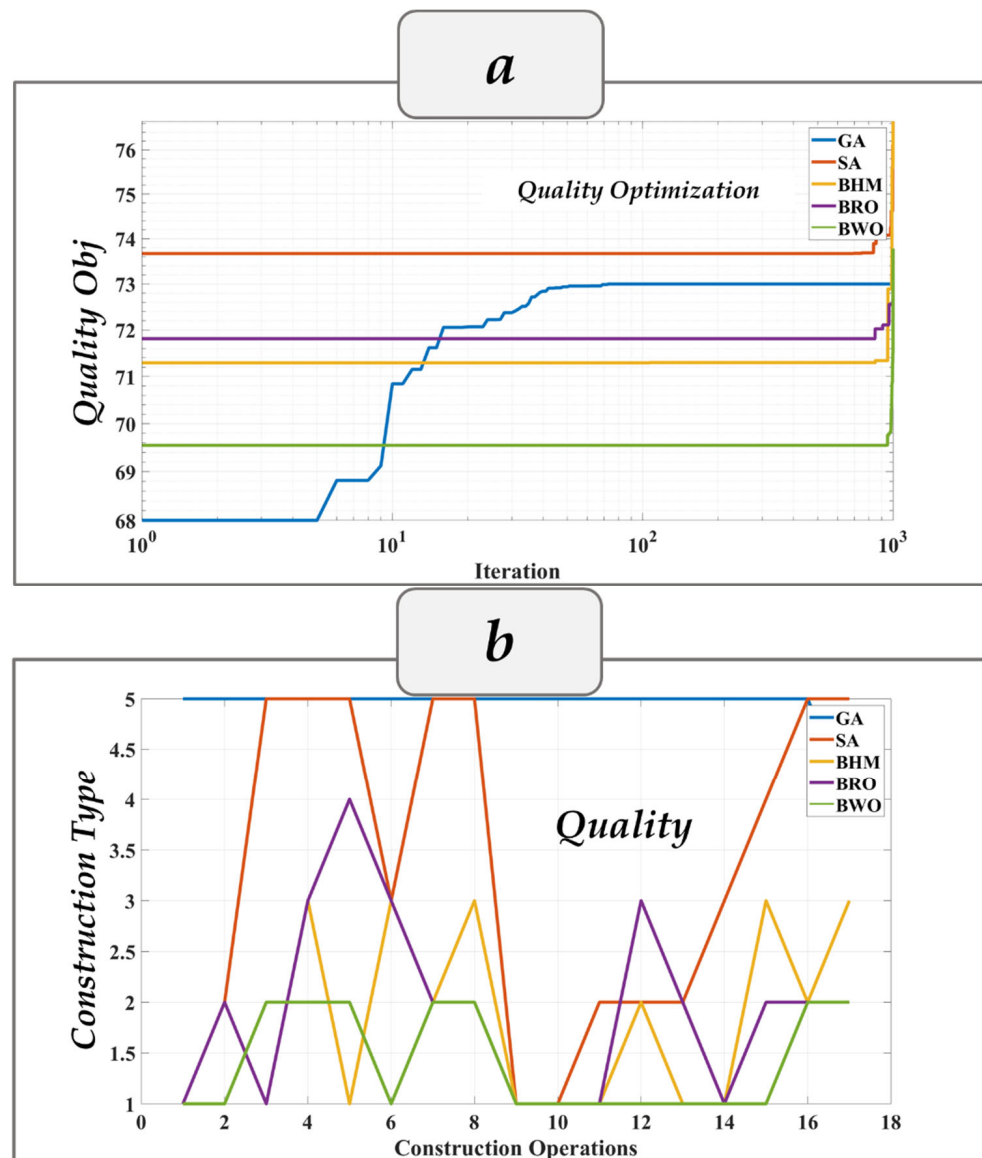 a
76
75
74
73
72
71
70
69
68
Quality Obj
Quality Optimization
GA
SA
BHM
BRO
BWO
10^0
10^1
10^2
10^3
Iteration
b
5
4.5
4
3.5
3
2.5
2
1.5
1
Construction Type
Quality
GA
SA
BHM
BRO
BWO
0
2
4
6
8
10
12
14
16
18
Construction Operations